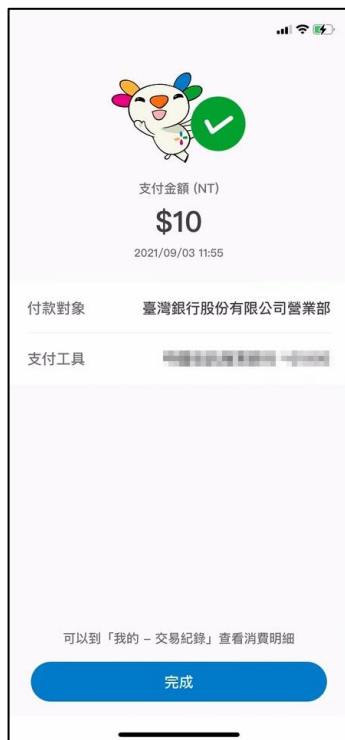 支付金額 (NT)
$10
2021/09/03 11:55
付款對象 臺灣銀行股份有限公司營業部
支付工具
可以到「我的 – 交易紀錄」查看消費明細
完成